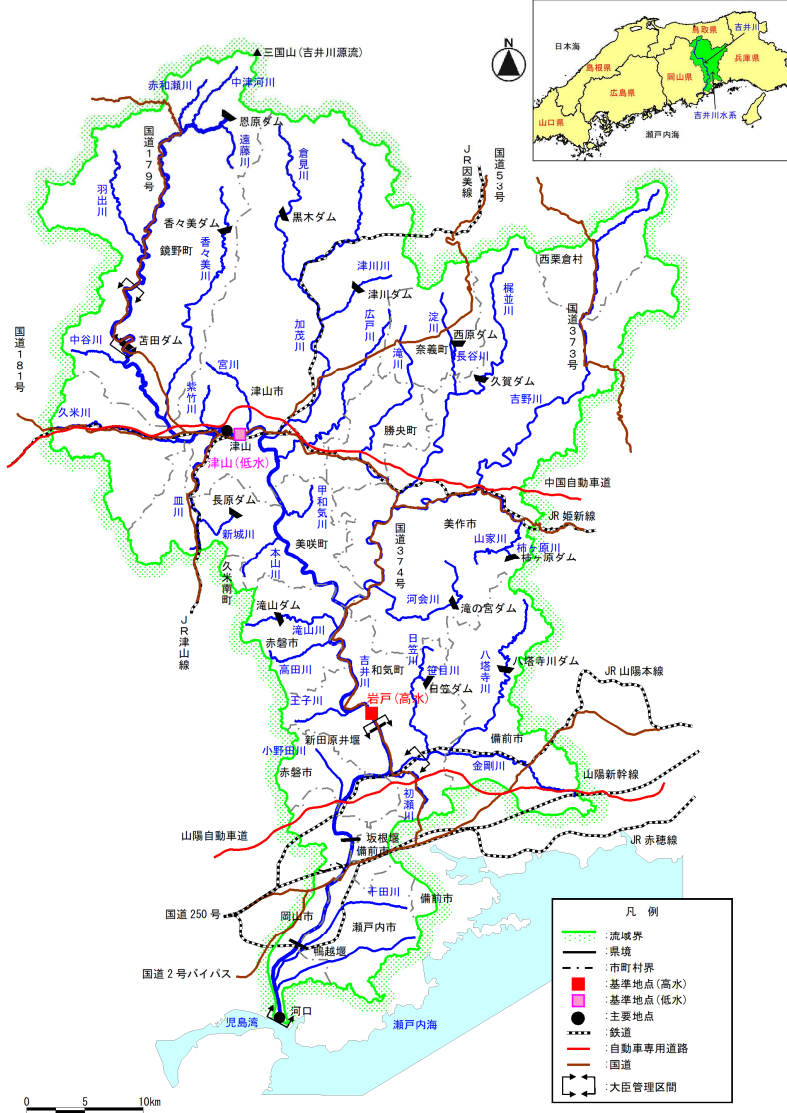 三国山(吉井川源流)
N
鳥取県
吉井川
日本海
兵庫県
島根県
岡山県
広島県
山口県
吉井川水系
瀬戸内海
赤和瀬川
中津河川
恩原ダム
国道179号
遠藤川
倉見川
JR因美線
国道53号
羽出川
香々美ダム
黒木ダム
鏡野町
香々美川
西粟倉村
津川川
津川ダム
梶並川
国道373号
国道181号
中谷川
苫田ダム
加茂川
広戸川
滝川
淀川
西原ダム
奈義町
長谷川
久賀ダム
宮川
紫竹川
津山市
吉野川
久米川
勝央町
津山
津山(低水)
中国自動車道
皿川
長原ダム
甲和気川
JR姫新線
美作市
新城川
本山川
美咲町
国道374号
山家川
柿ヶ原川
柿ヶ原ダム
久米南町
河会川
滝の宮ダム
JR津山線
滝山ダム
滝山川
赤磐市
日笠川
八塔寺川
八塔寺川ダム
高田川
吉井川
和気町
笹目川
日笠ダム
JR山陽本線
王子川
岩戸(高水)
新田原井堰
備前市
小野田川
赤磐市
金剛川
山陽新幹線
初瀬川
山陽自動車道
坂根堰
備前市
JR赤穂線
干田川
国道250号
岡山市
瀬戸内市
備前市
鴨越堰
国道2号バイパス
河口
児島湾
瀬戸内海
凡 例
:流域界
:県境
:市町村界
:基準地点(高水)
:基準地点(低水)
:主要地点
:鉄道
:自動車専用道路
:国道
:大臣管理区間
0 5 10km